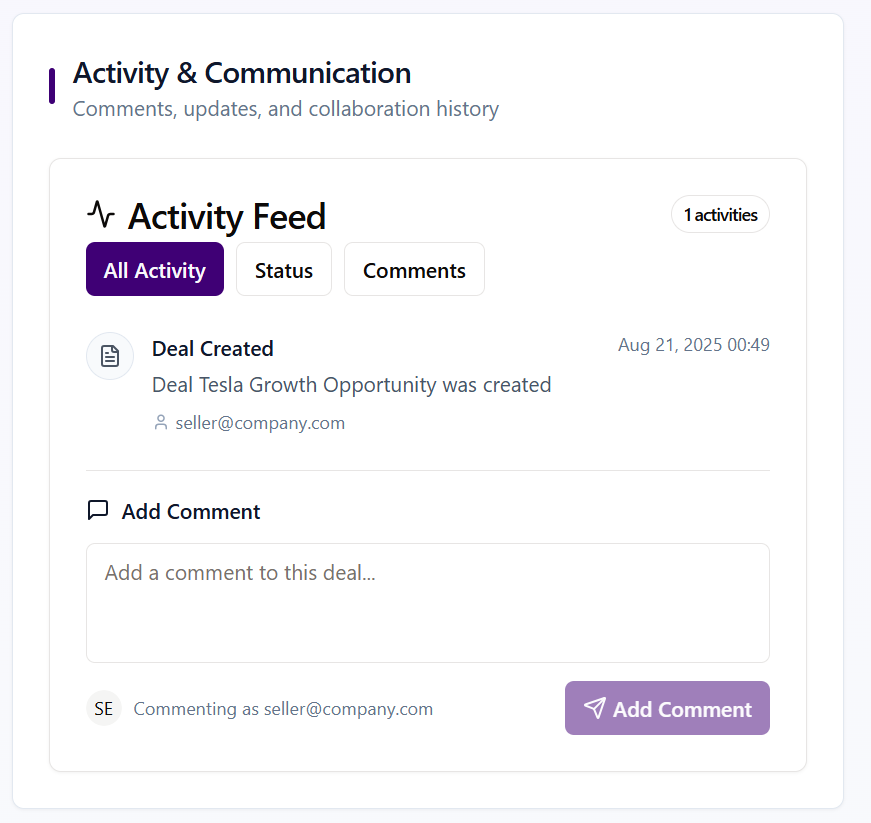 Activity & Communication
Comments, updates, and collaboration history
Activity Feed
1 activities
All Activity
Status
Comments
Deal Created
Aug 21, 2025 00:49
Deal Tesla Growth Opportunity was created
seller@company.com
Add Comment
Add a comment to this deal...
SE
Commenting as seller@company.com
Add Comment